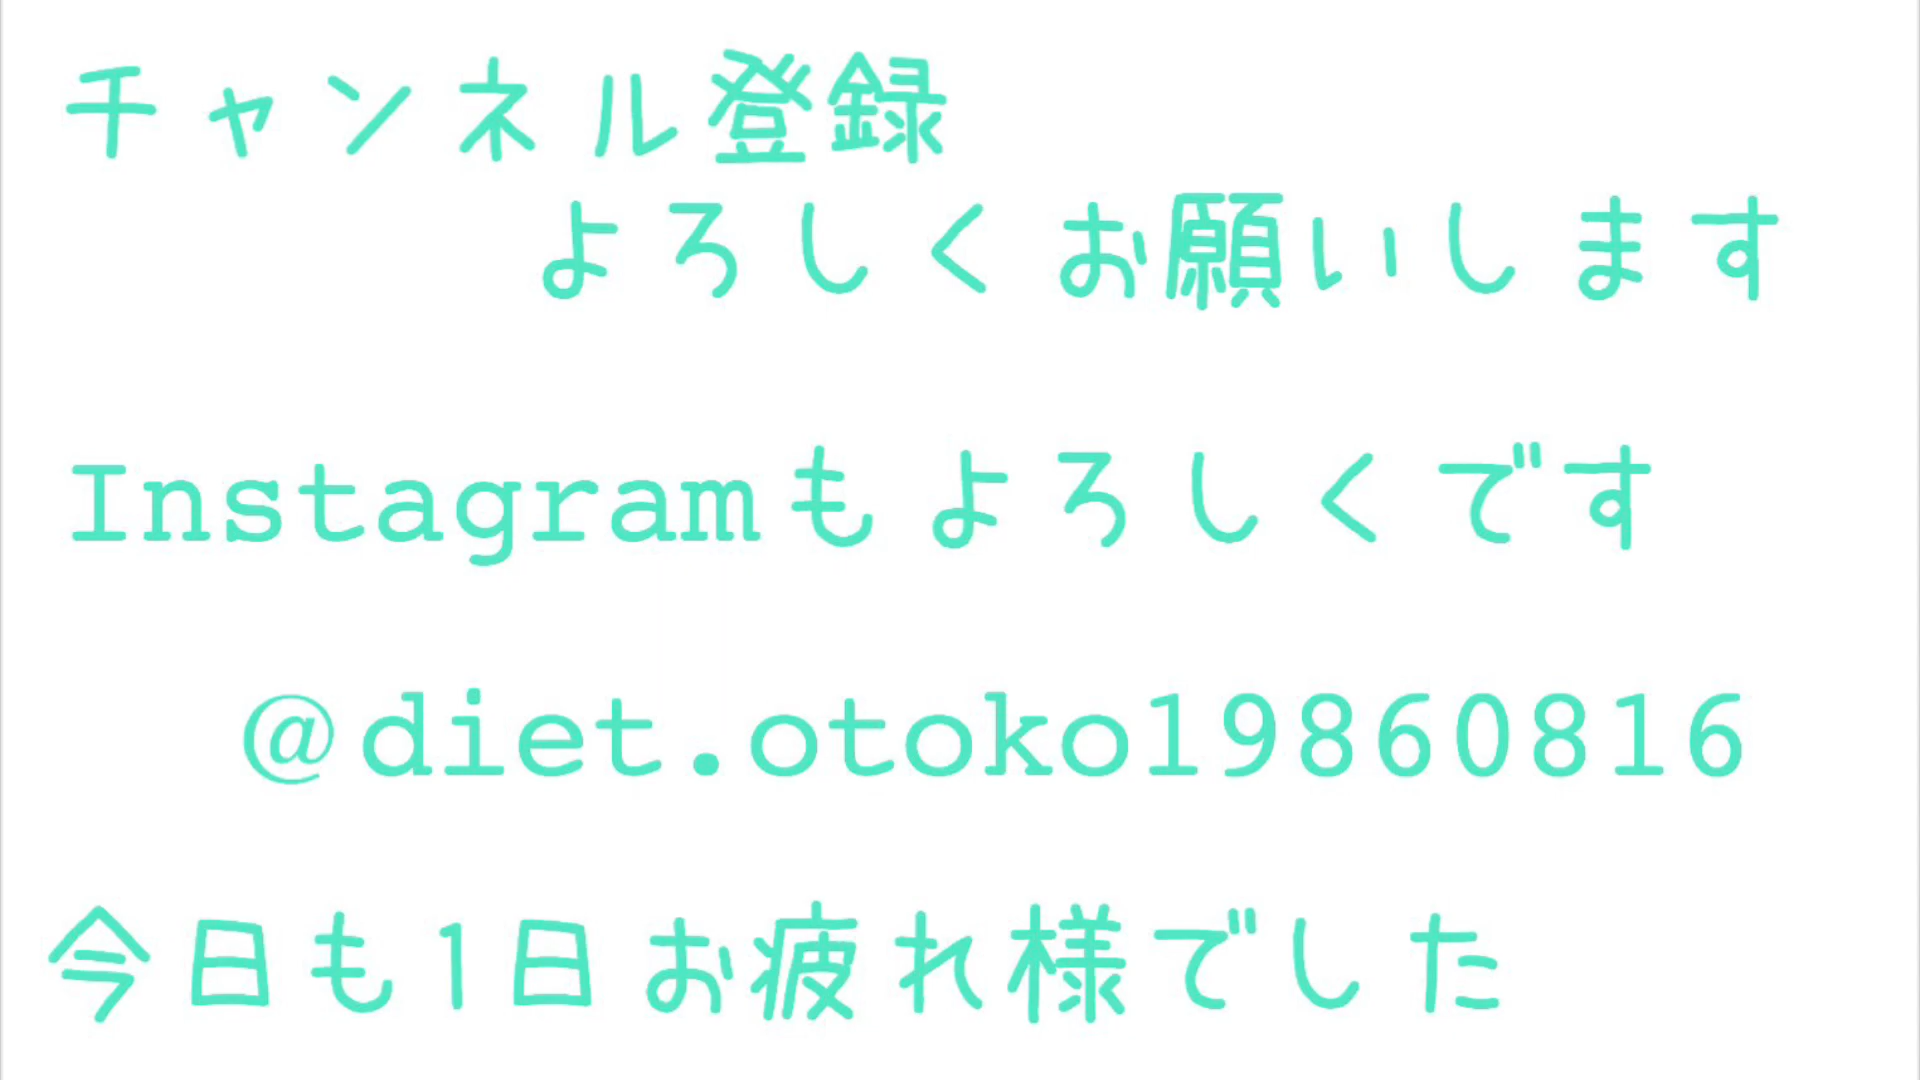 チャンネル登録
よろしくお願いします
Instagramもよろしくです
@diet.otoko19860816
今日も1日お疲れ様でした